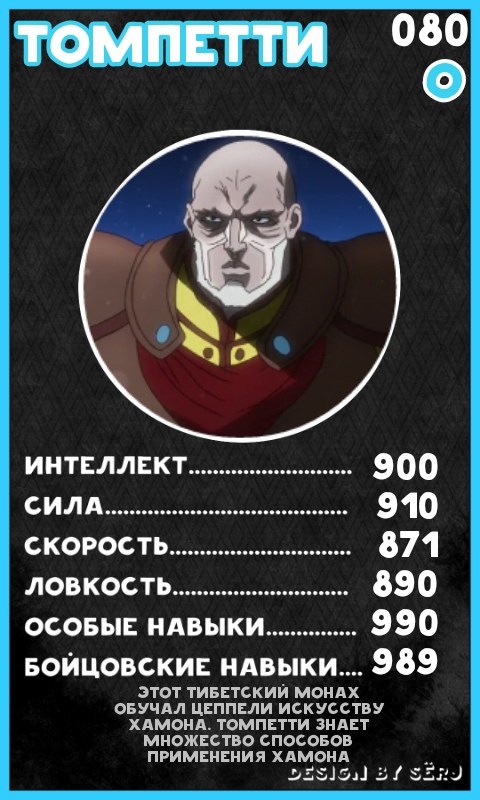 ТОМПЕТТИ
080
О
ИНТЕЛЛЕКТ............................... 900
СИЛА.............................................. 910
СКОРОСТЬ.................................. 871
ЛОВКОСТЬ................................. 890
ОСОБЫЕ НАВЫКИ................. 990
БОЙЦОВСКИЕ НАВЫКИ.... 989
ЭТОТ ТИБЕТСКИЙ МОНАХ
ОБУЧАЛ ЦЕППЕЛИ ИСКУССТВУ
ХАМОНА. ТОМПЕТТИ ЗНАЕТ
МНОЖЕСТВО СПОСОБОВ
ПРИМЕНЕНИЯ ХАМОНА
DESIGN BY SËRJ